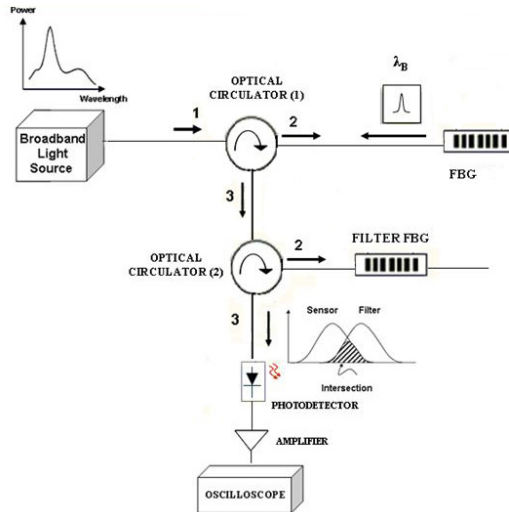 Power
Wavelength
Broadband
Light
Source
1
OPTICAL
CIRCULATOR (1)
2
λB
FBG
3
OPTICAL
CIRCULATOR (2)
2
FILTER FBG
3
Sensor Filter
Intersection
PHOTODETECTOR
AMPLIFIER
OSCILLOSCOPE